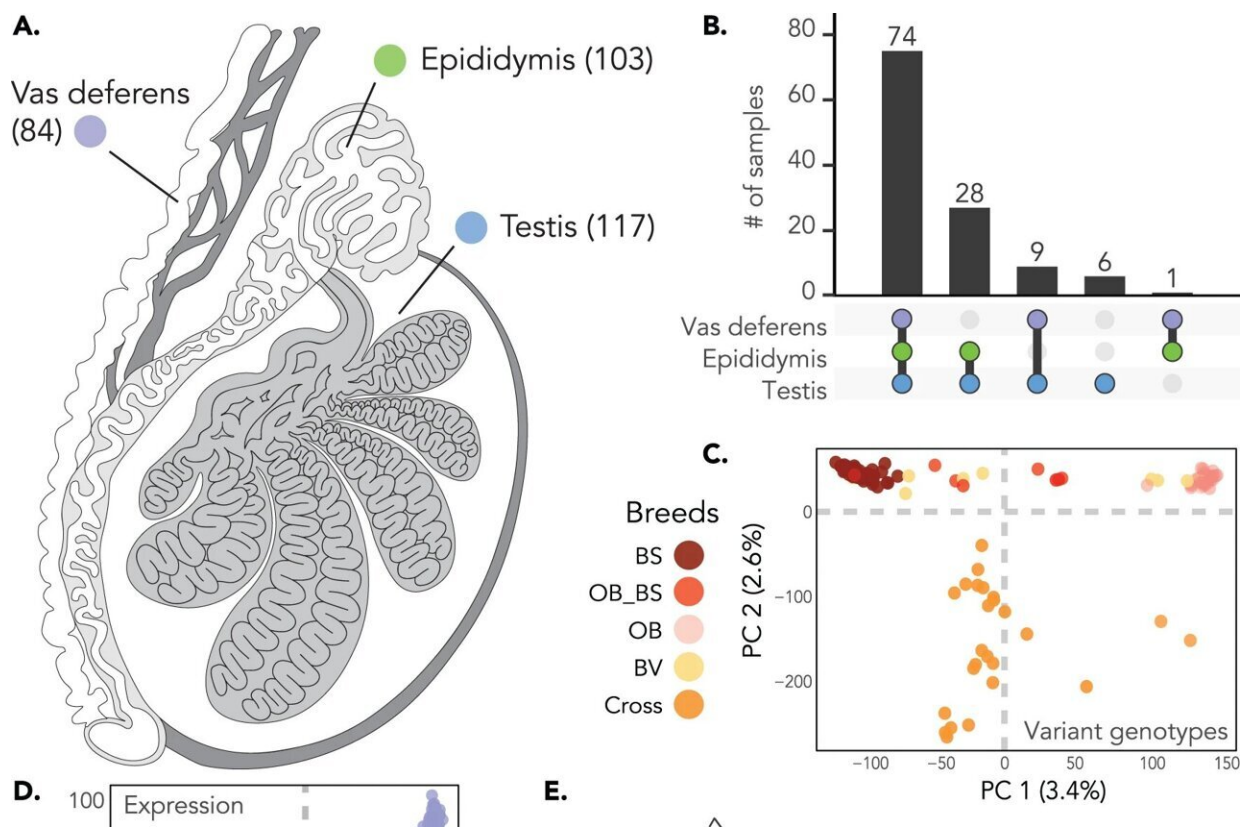 A.
Vas deferens
(84)
Epididymis (103)
Testis (117)
B.
# of samples
80
60
40
20
0
74
28
9
6
1
Vas deferens
Epididymis
Testis
C.
Breeds
BS
OB_BS
OB
BV
Cross
PC 2 (2.6%)
0
−100
−200
Variant genotypes
−100
−50
0
50
100
150
PC 1 (3.4%)
D.
100
Expression
E.